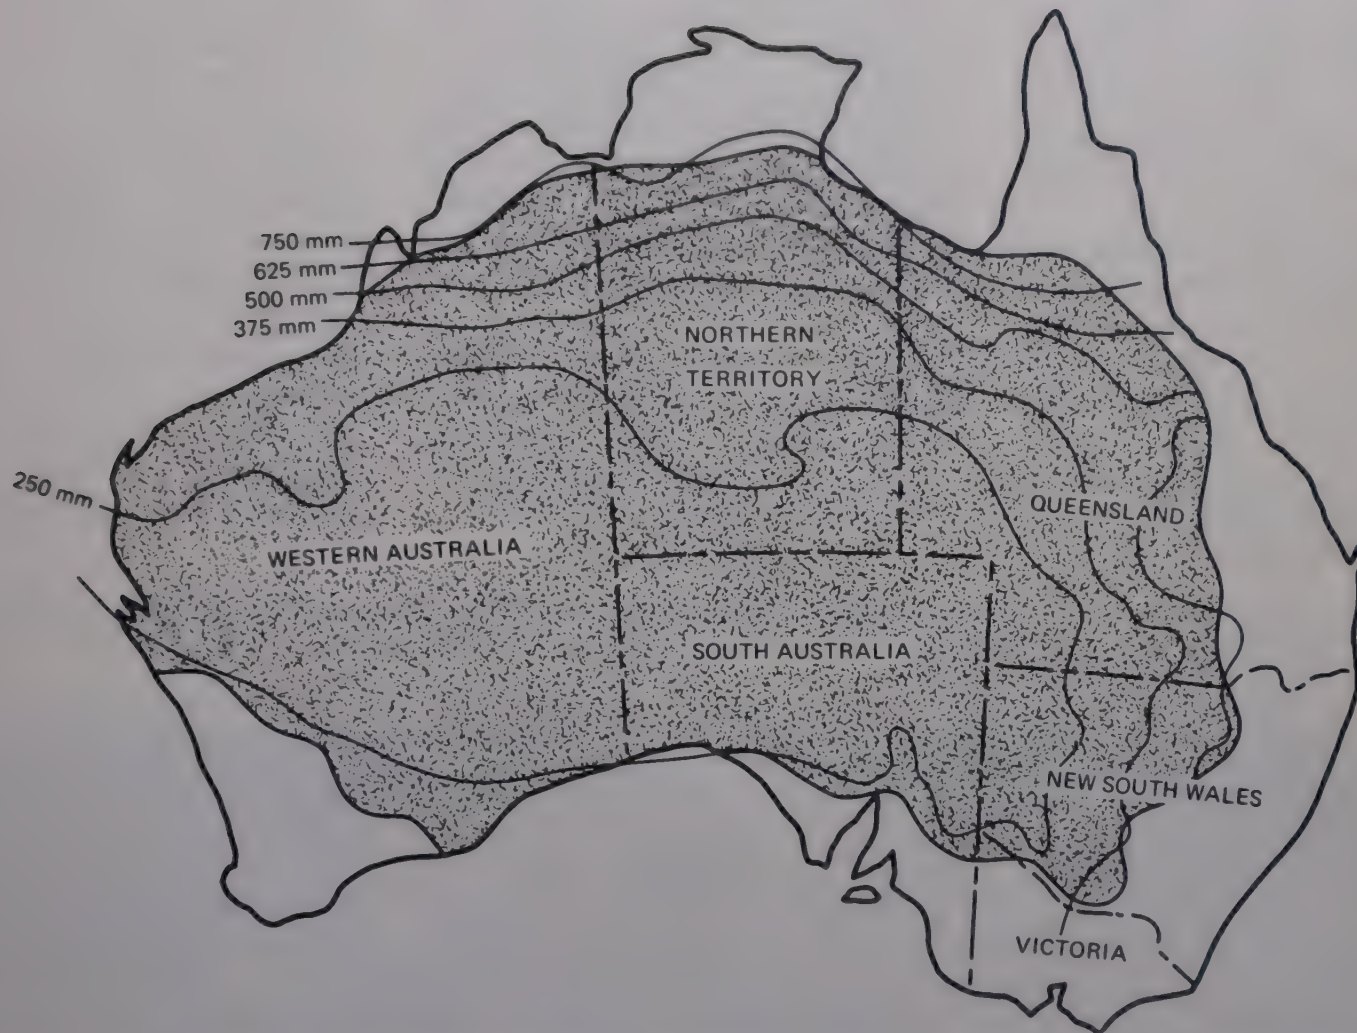 750 mm
625 mm
500 mm
375 mm
NORTHERN
TERRITORY
250 mm
QUEENSLAND
WESTERN AUSTRALIA
SOUTH AUSTRALIA
NEW SOUTH WALES
VICTORIA